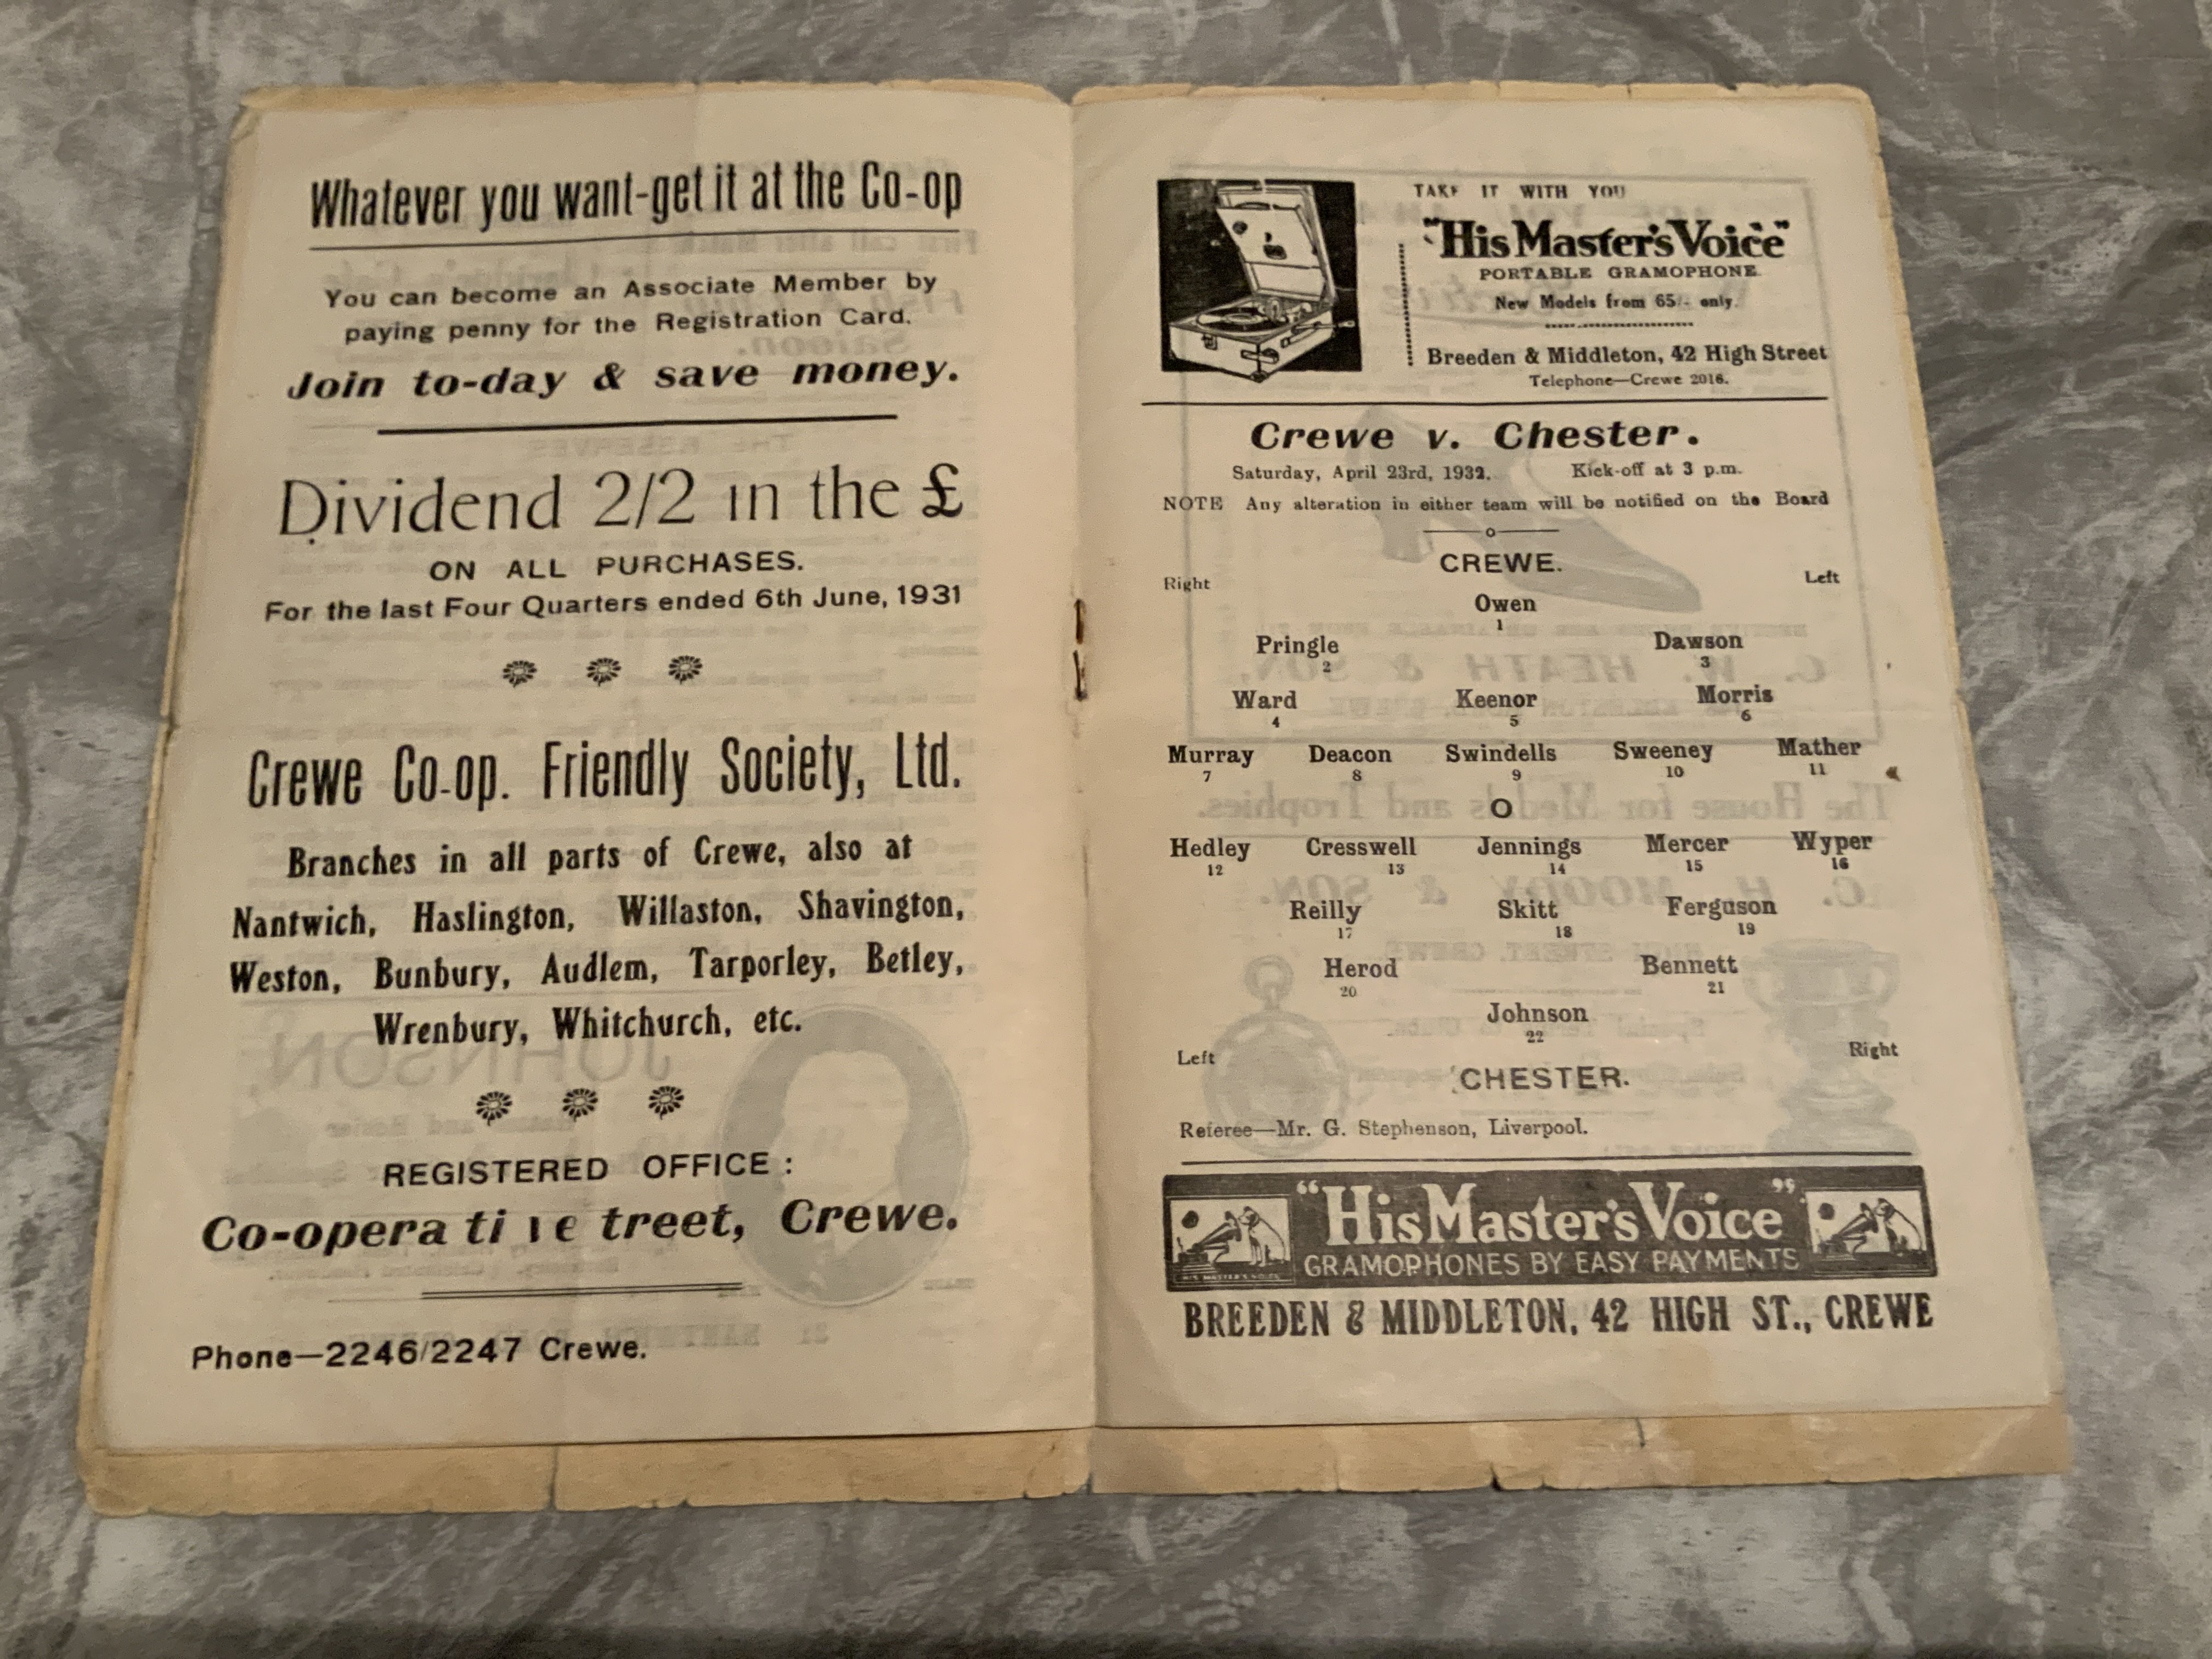 Whatever you want-get it at the Co-op
You can become an Associate Member by
paying penny for the Registration Card.
Join to-day & save money.
Dividend 2/2 in the £
ON ALL PURCHASES.
For the last Four Quarters ended 6th June, 1931
Crewe Co-op. Friendly Society, Ltd.
Branches in all parts of Crewe, also at
Nantwich, Haslington, Willaston, Shavington,
Weston, Bunbury, Audlem, Tarporley, Betley,
Wrenbury, Whitchurch, etc.
REGISTERED OFFICE :
Co-opera ti ı e treet, Crewe.
Phone—2246/2247 Crewe.
TAKE IT WITH YOU
"His Master's Voice"
PORTABLE GRAMOPHONE.
New Models from 65/- only.
Breeden & Middleton, 42 High Street
Telephone—Crewe 2016.
Crewe v. Chester.
Saturday, April 23rd, 1932. Kick-off at 3 p.m.
NOTE Any alteration in either team will be notified on the Board
o
CREWE.
Right Left
Owen
1
Pringle Dawson
2 3
Ward Keenor Morris
4 5 6
Murray Deacon Swindells Sweeney Mather
7 8 9 10 11
O
Hedley Cresswell Jennings Mercer Wyper
12 13 14 15 16
Reilly Skitt Ferguson
17 18 19
Herod Bennett
20 21
Johnson
22
Left Right
CHESTER.
Referee—Mr. G. Stephenson, Liverpool.
"His Master's Voice"
GRAMOPHONES BY EASY PAYMENTS
HIS MASTER'S VOICE
BREEDEN & MIDDLETON, 42 HIGH ST., CREWE